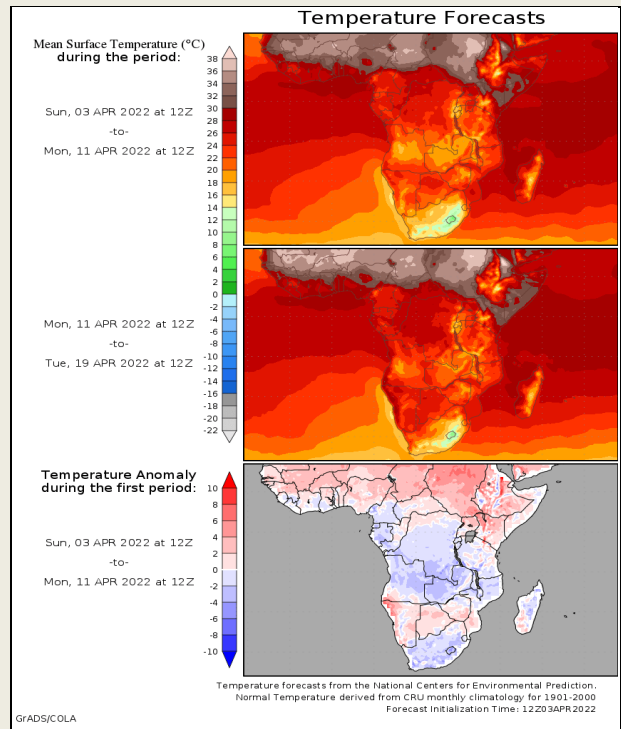 Temperature Forecasts
Mean Surface Temperature (°C)
during the period:
Sun, 03 APR 2022 at 12Z
-to-
Mon, 11 APR 2022 at 12Z
38
36
34
32
30
28
26
24
22
20
18
16
14
12
10
8
6
4
2
0
-2
-4
-6
-8
-10
-12
-14
-16
-18
-20
-22
Mon, 11 APR 2022 at 12Z
-to-
Tue, 19 APR 2022 at 12Z
Temperature Anomaly
during the first period:
Sun, 03 APR 2022 at 12Z
-to-
Mon, 11 APR 2022 at 12Z
10
8
6
4
2
0
-2
-4
-6
-8
-10
Temperature forecasts from the National Centers for Environmental Prediction.
Normal Temperature derived from CRU monthly climatology for 1901-2000
Forecast Initialization Time: 12Z03APR2022
GrADS/COLA